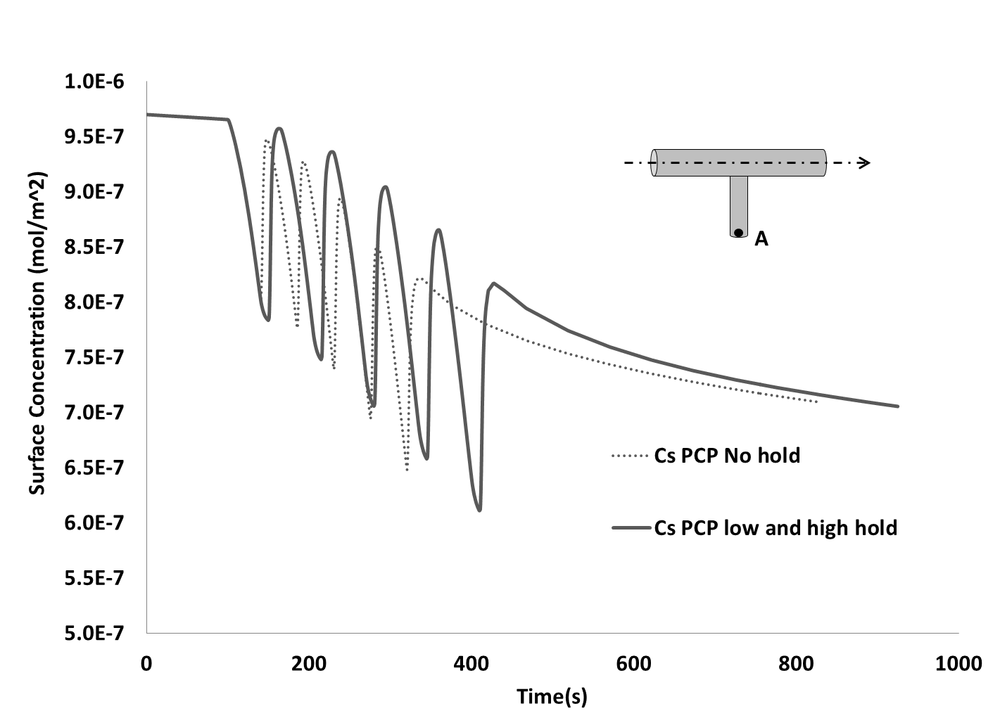 1.0E-6
9.5E-7
9.0E-7
8.5E-7
8.0E-7
7.5E-7
7.0E-7
6.5E-7
6.0E-7
5.5E-7
5.0E-7
Surface Concentration (mol/m^2)
A
Cs PCP No hold
Cs PCP low and high hold
0 200 400 600 800 1000
Time(s)